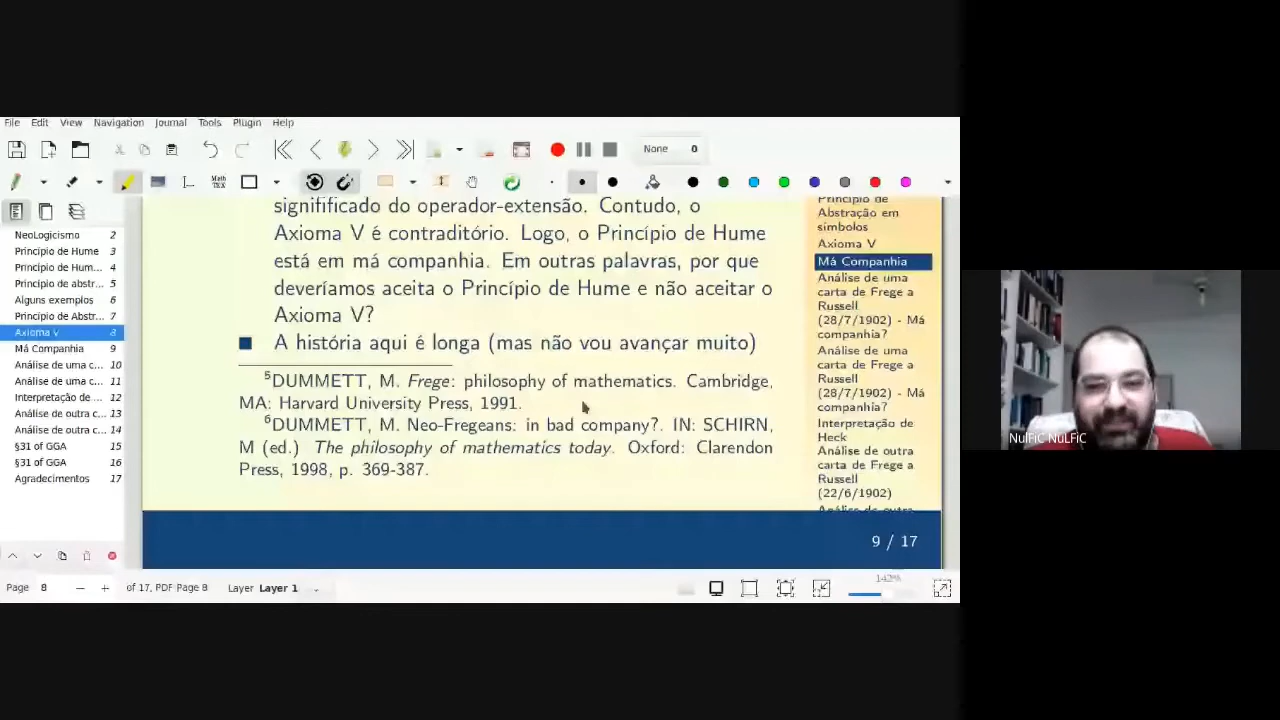 File Edit View Navigation Journal Tools Plugin Help
None 0
Math TEX
NeoLogicismo 2
Princípio de Hume 3
Princípio de Hum... 4
Princípio de abstr... 5
Alguns exemplos 6
Princípio de Abstr... 7
Axioma V 8
Má Companhia 9
Análise de uma c... 10
Análise de uma c... 11
Interpretação de ... 12
Análise de outra c... 13
Análise de outra c... 14
§31 of GGA 15
§31 of GGA 16
Agradecimentos 17
signifificado do operador-extensão. Contudo, o
Axioma V é contraditório. Logo, o Princípio de Hume
está em má companhia. Em outras palavras, por que
deveríamos aceita o Princípio de Hume e não aceitar o
Axioma V?
A história aqui é longa (mas não vou avançar muito)
5DUMMETT, M. Frege: philosophy of mathematics. Cambridge,
MA: Harvard University Press, 1991.
6DUMMETT, M. Neo-Fregeans: in bad company?. IN: SCHIRN,
M (ed.) The philosophy of mathematics today. Oxford: Clarendon
Press, 1998, p. 369-387.
Princípio de
Abstração em
símbolos
Axioma V
Má Companhia
Análise de uma
carta de Frege a
Russell
(28/7/1902) - Má
companhia?
Análise de uma
carta de Frege a
Russell
(28/7/1902) - Má
companhia?
Interpretação de
Heck
Análise de outra
carta de Frege a
Russell
(22/6/1902)
Análise de outra
9 / 17
Page 8 of 17, PDF Page 8 Layer Layer 1
142%
NulFiC NuLFiC